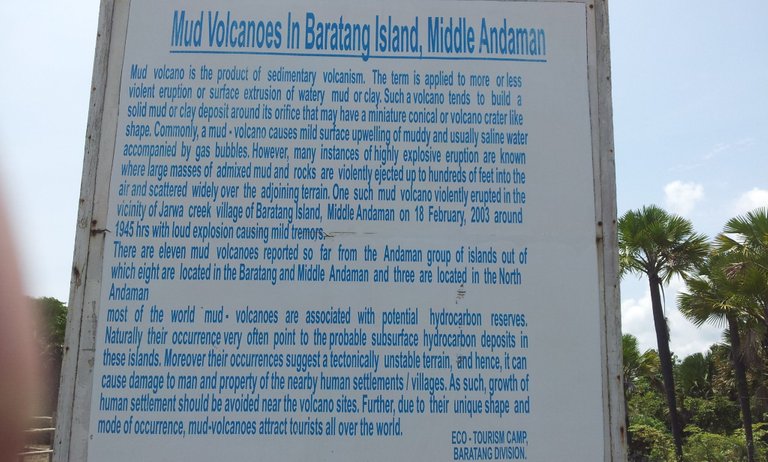 Mud Volcanoes In Baratang Island, Middle Andaman
Mud volcano is the product of sedimentary volcanism. The term is applied to more or less
violent eruption or surface extrusion of watery mud or clay. Such a volcano tends to build a
solid mud or clay deposit around its orifice that may have a miniature conical or volcano crater like
shape. Commonly, a mud - volcano causes mild surface upwelling of muddy and usually saline water
accompanied by gas bubbles. However, many instances of highly explosive eruption are known
where large masses of admixed mud and rocks are violently ejected up to hundreds of feet into the
air and scattered widely over the adjoining terrain. One such mud volcano violently erupted in the
vicinity of Jarwa creek village of Baratang Island, Middle Andaman on 18 February, 2003 around
1945 hrs with loud explosion causing mild tremors.
There are eleven mud volcanoes reported so far from the Andaman group of islands out of
which eight are located in the Baratang and Middle Andaman and three are located in the North
Andaman
most of the world mud - volcanoes are associated with potential hydrocarbon reserves.
Naturally their occurrence very often point to the probable subsurface hydrocarbon deposits in
these islands. Moreover their occurrences suggest a tectonically unstable terrain, and hence, it can
cause damage to man and property of the nearby human settlements / villages. As such, growth of
human settlement should be avoided near the volcano sites. Further, due to their unique shape and
mode of occurrence, mud-volcanoes attract tourists all over the world.
ECO - TOURISM CAMP,
BARATANG DIVISION.